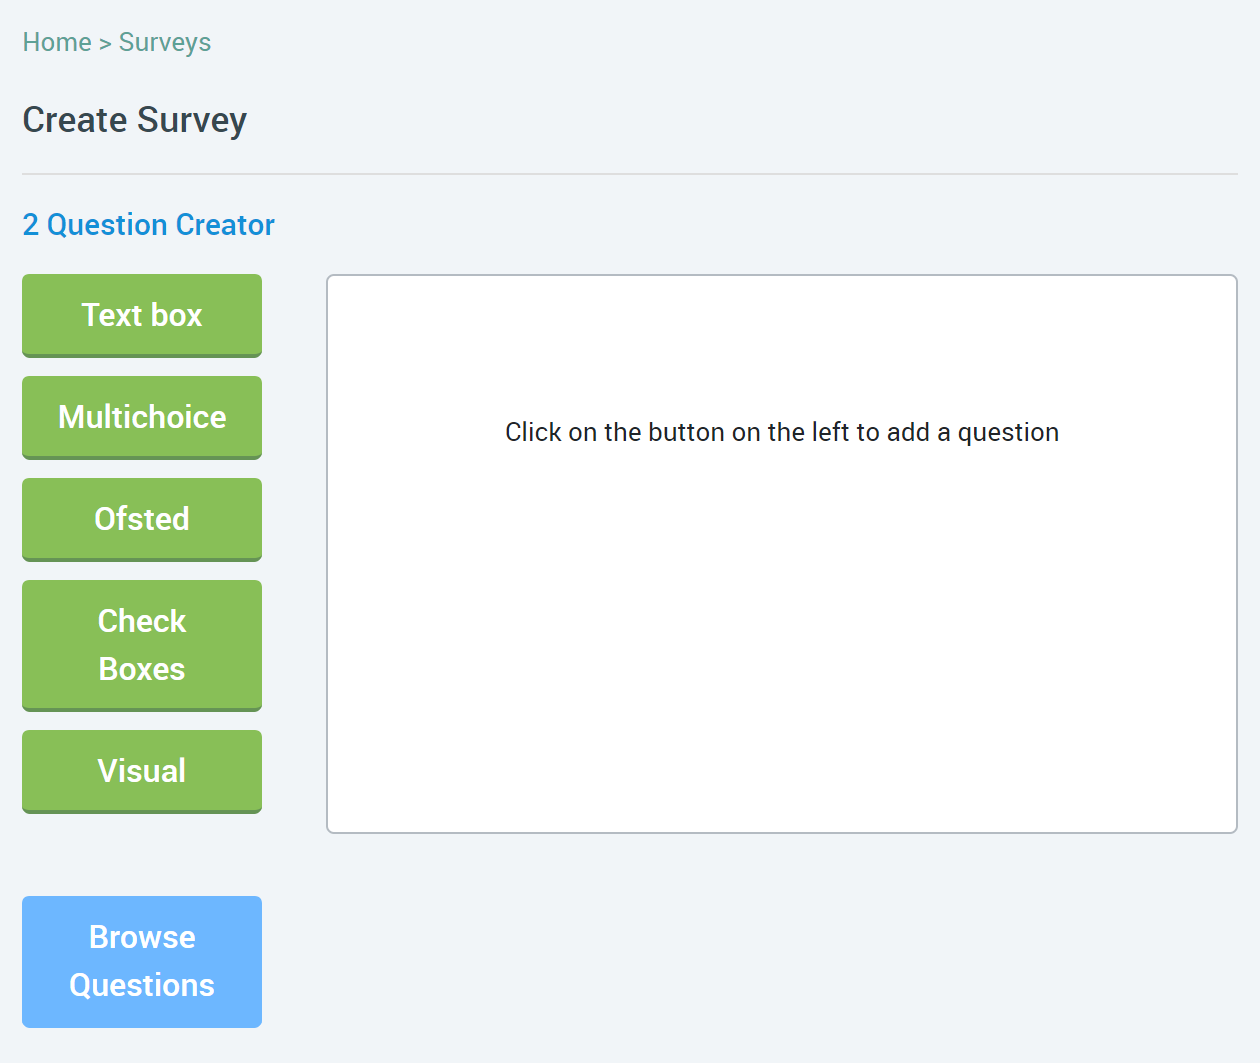 Home > Surveys
Create Survey
2 Question Creator
Text box
Multichoice
Ofsted
Check
Boxes
Visual
Click on the button on the left to add a question
Browse
Questions